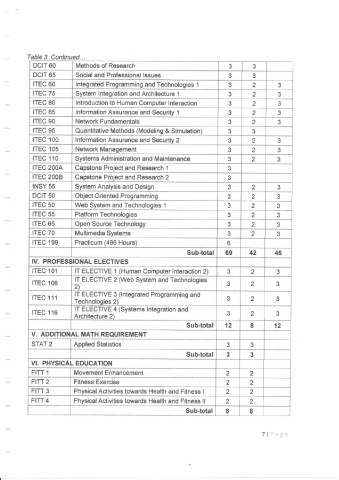 Table 3. Continued...
DCIT 60 Methods of Research 3 3
DCIT 65 Social and Professional Issues 3 3
ITEC 60 Integrated Programming and Technologies 1 3 2 3
ITEC 75 System Integration and Architecture 1 3 2 3
ITEC 80 Introduction to Human Computer Interaction 3 2 3
ITEC 85 Information Assurance and Security 1 3 2 3
ITEC 90 Network Fundamentals 3 2 3
ITEC 95 Quantitative Methods (Modeling & Simulation) 3 3
ITEC 100 Information Assurance and Security 2 3 2 3
ITEC 105 Network Management 3 2 3
ITEC 110 Systems Administration and Maintenance 3 2 3
ITEC 200A Capstone Project and Research 1 3
ITEC 200B Capstone Project and Research 2 3
INSY 55 System Analysis and Design 3 2 3
DCIT 50 Object Oriented Programming 3 2 3
ITEC 50 Web System and Technologies 1 3 2 3
ITEC 55 Platform Technologies 3 2 3
ITEC 65 Open Source Technology 3 2 3
ITEC 70 Multimedia Systems 3 2 3
ITEC 199 Practicum (486 Hours) 6
Sub-total 69 42 45
IV. PROFESSIONAL ELECTIVES
ITEC 101 IT ELECTIVE 1 (Human Computer Interaction 2) 3 2 3
ITEC 106 IT ELECTIVE 2 (Web System and Technologies
2) 3 2 3
ITEC 111 IT ELECTIVE 3 (Integrated Programming and
Technologies 2) 3 2 3
ITEC 116 IT ELECTIVE 4 (Systems Integration and
Architecture 2) 3 2 3
Sub-total 12 8 12
V. ADDITIONAL MATH REQUIREMENT
STAT 2 Applied Statistics 3 3
Sub-total 3 3
VI. PHYSICAL EDUCATION
FITT 1 Movement Enhancement 2 2
FITT 2 Fitness Exercise 2 2
FITT 3 Physical Activities towards Health and Fitness I 2 2
FITT 4 Physical Activities towards Health and Fitness II 2 2
Sub-total 8 8
7 | Page